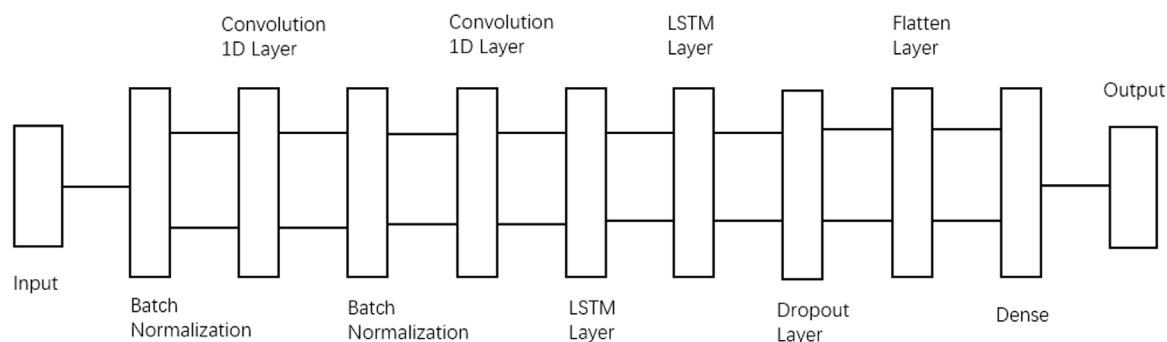 Convolution
1D Layer
Convolution
1D Layer
LSTM
Layer
Flatten
Layer
Output
Input
Batch
Normalization
Batch
Normalization
LSTM
Layer
Dropout
Layer
Dense